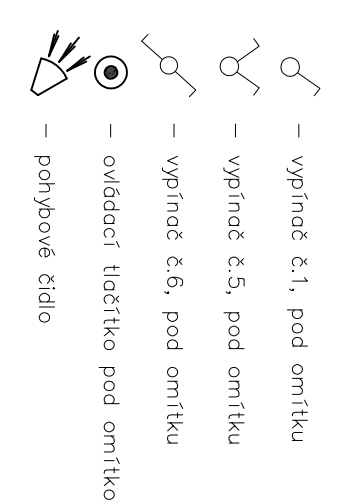 – vypínač č.1, pod omítku
– vypínač č.5, pod omítku
– vypínač č.6, pod omítku
– ovládací tlačítko pod omítko
– pohybové čidlo